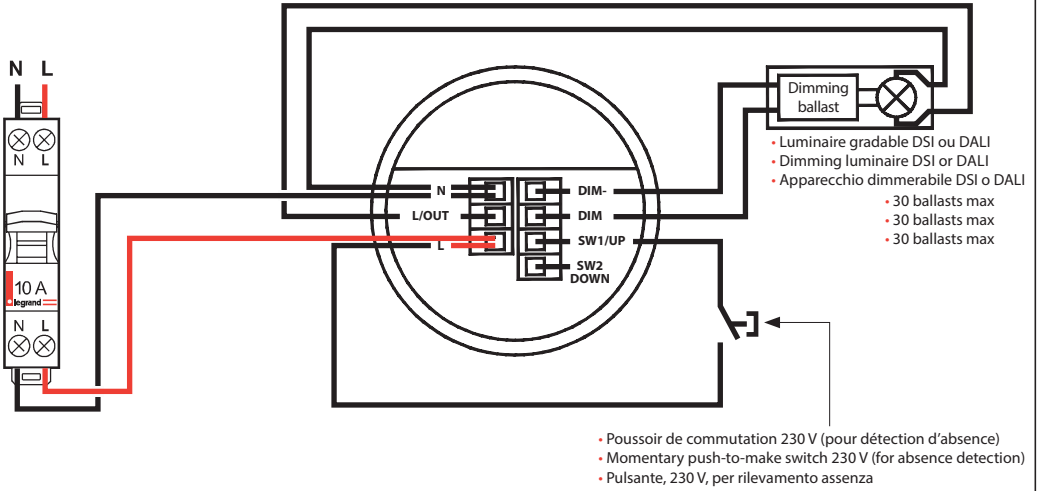 N L
N L
10 A
legrand
N L
N
L/OUT
L
DIM-
DIM
SW1/UP
SW2
DOWN
Dimming
ballast
• Luminaire gradable DSI ou DALI
• Dimming luminaire DSI or DALI
• Apparecchio dimmerabile DSI o DALI
• 30 ballasts max
• 30 ballasts max
• 30 ballasts max
• Poussoir de commutation 230 V (pour détection d’absence)
• Momentary push-to-make switch 230 V (for absence detection)
• Pulsante, 230 V, per rilevamento assenza